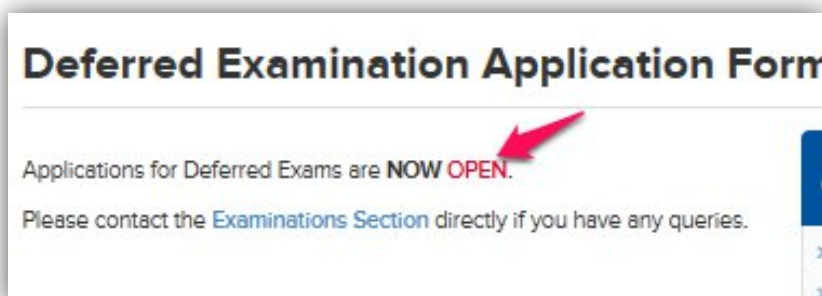 Deferred Examination Application Form
Applications for Deferred Exams are NOW OPEN.
Please contact the Examinations Section directly if you have any queries.